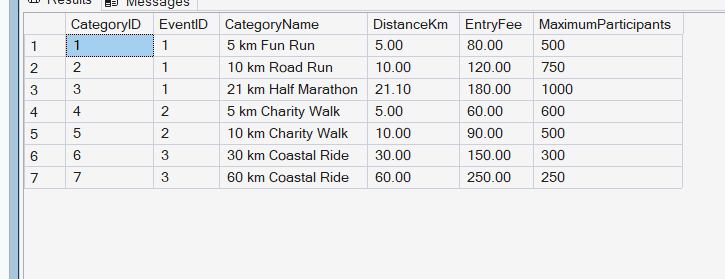 Results Messages
CategoryID EventID CategoryName DistanceKm EntryFee MaximumParticipants
1 1 1 5 km Fun Run 5.00 80.00 500
2 2 1 10 km Road Run 10.00 120.00 750
3 3 1 21 km Half Marathon 21.10 180.00 1000
4 4 2 5 km Charity Walk 5.00 60.00 600
5 5 2 10 km Charity Walk 10.00 90.00 500
6 6 3 30 km Coastal Ride 30.00 150.00 300
7 7 3 60 km Coastal Ride 60.00 250.00 250